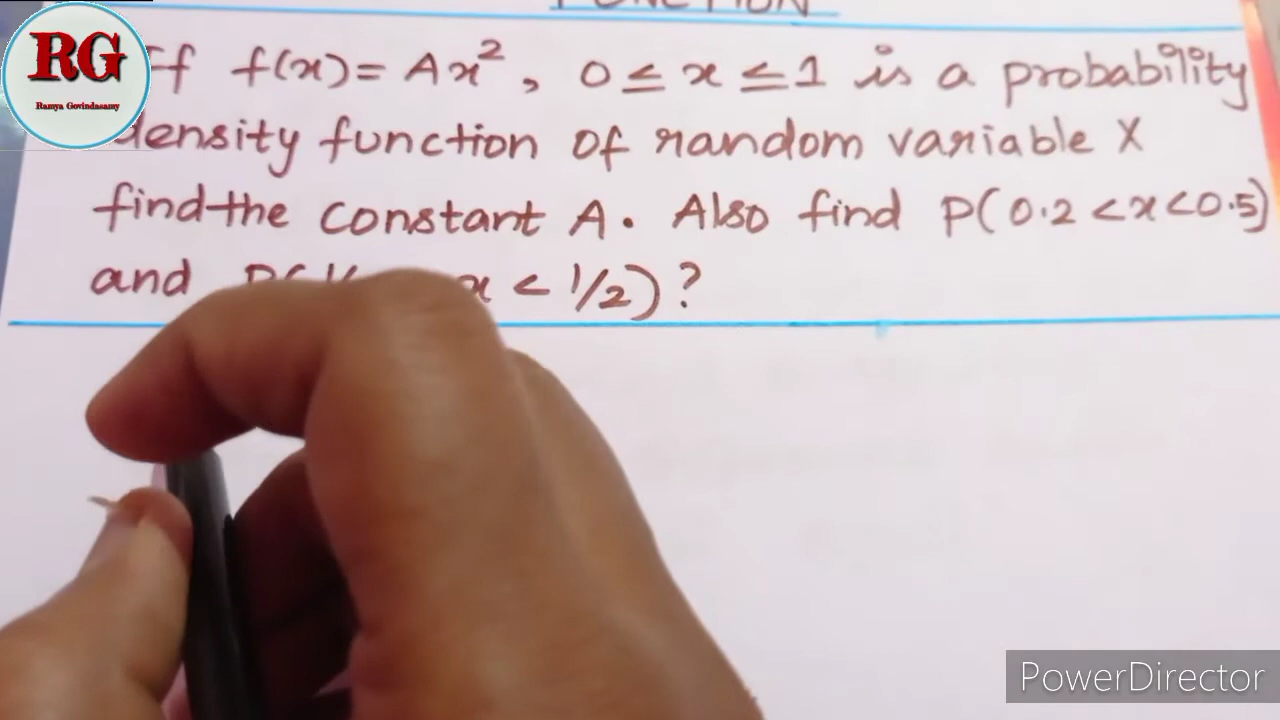 FUNCTION
RG
Ramya Govindasamy
If f(x) = Ax², 0 ≤ x ≤ 1 is a probability
density function of random variable X
find the constant A. Also find P(0.2 < x < 0.5)
and x < 1/2)?
PowerDirector